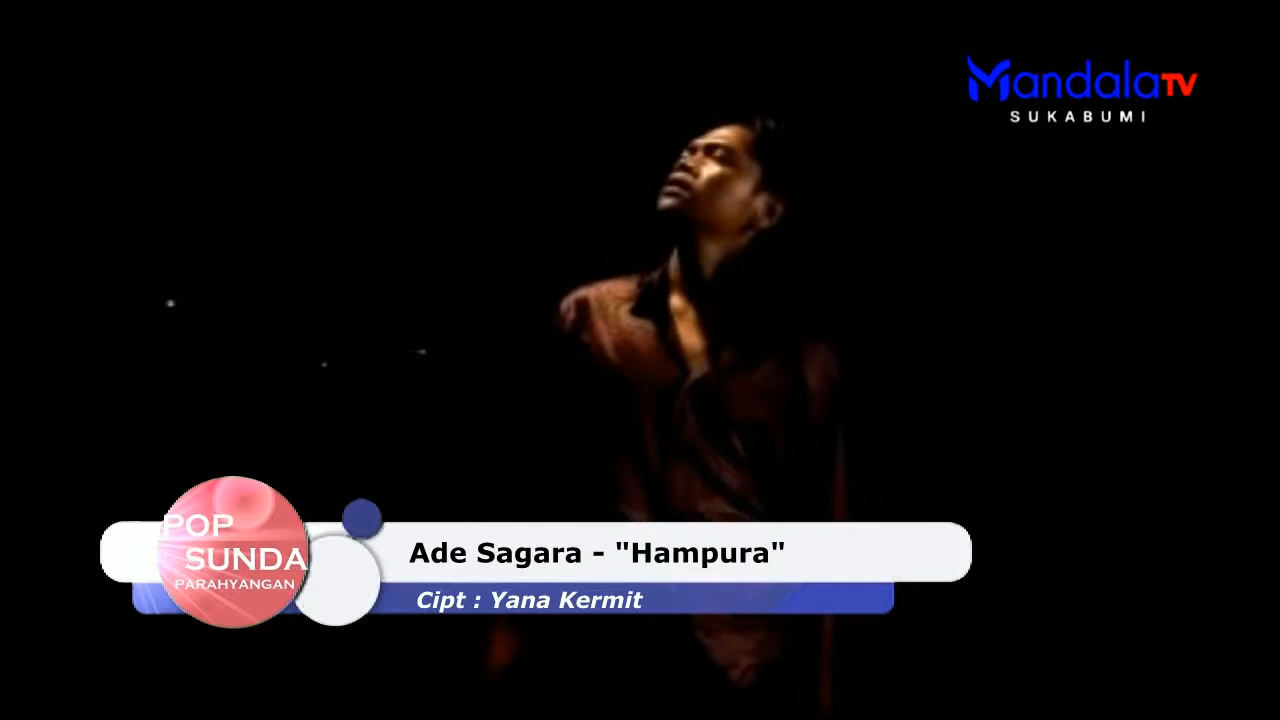 MandalaTV
SUKABUMI
POP
SUNDA
PARAHYANGAN
Ade Sagara - "Hampura"
Cipt : Yana Kermit